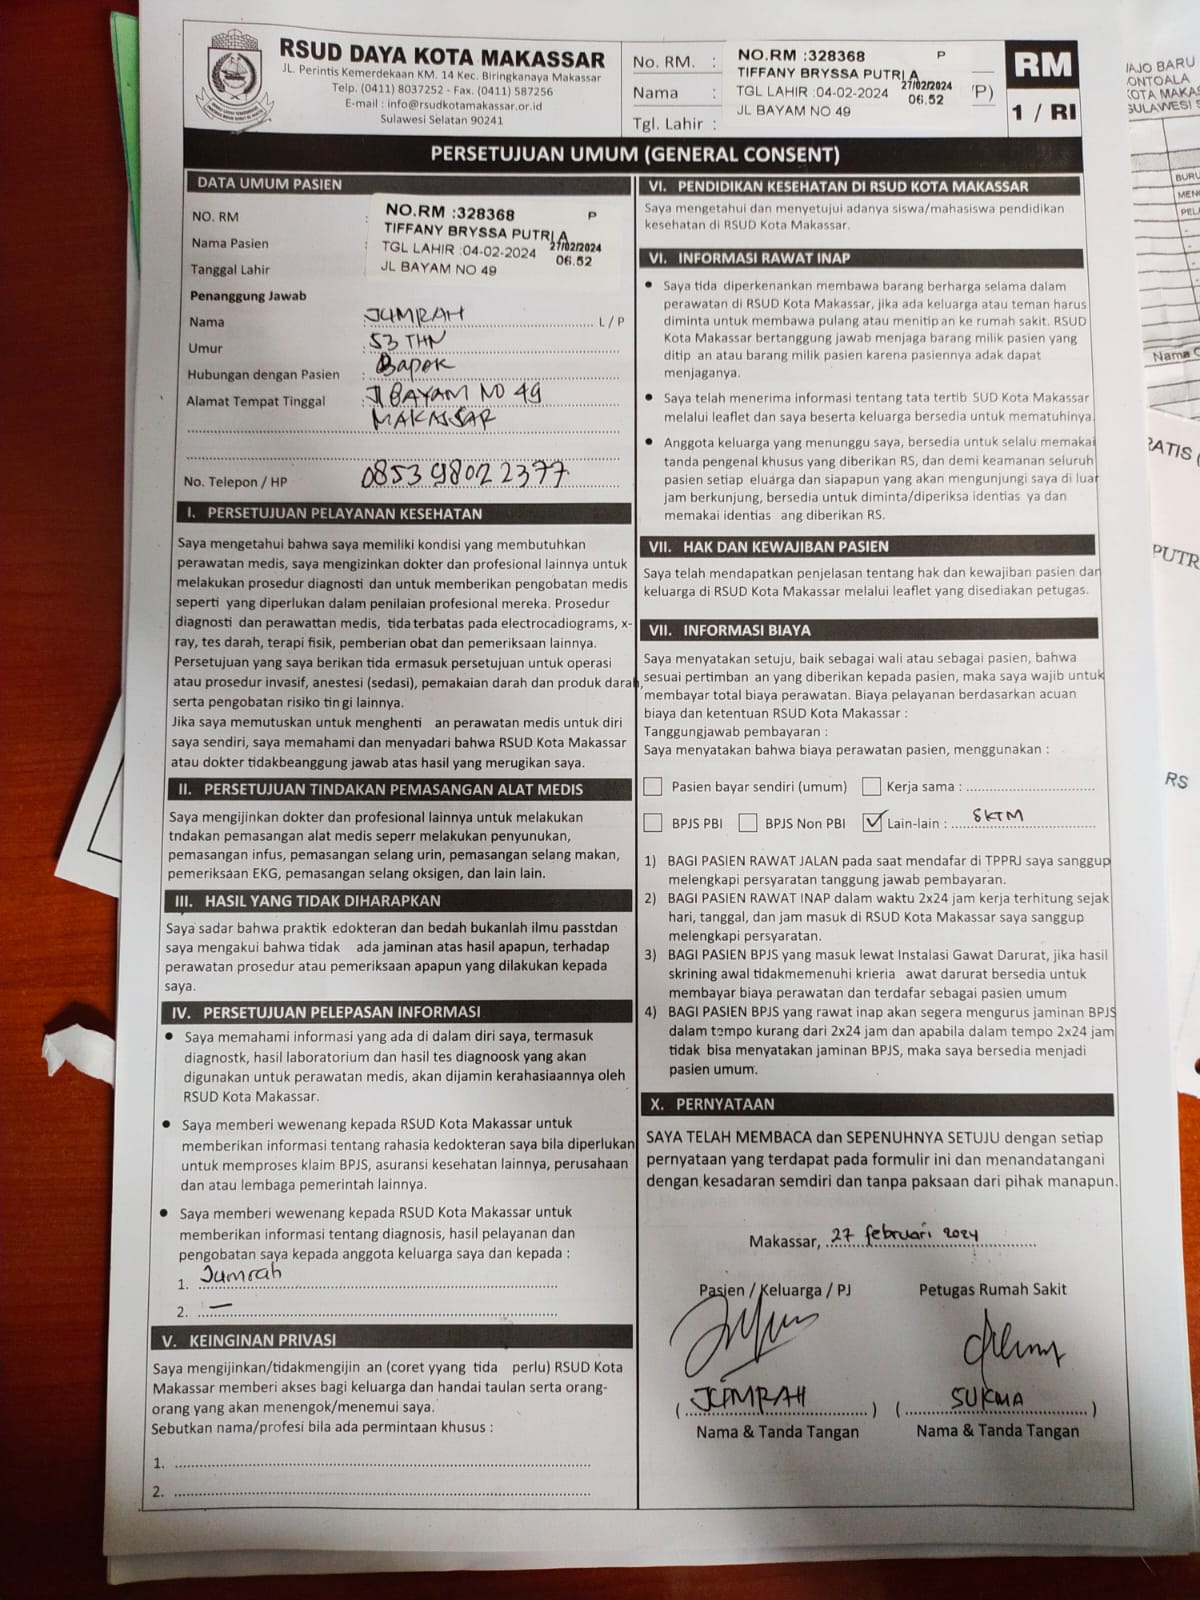 RSUD DAYA KOTA MAKASSAR
JL. Perintis Kemerdekaan KM. 14 Kec. Biringkanaya Makassar
Telp. (0411) 8037252 - Fax. (0411) 587256
E-mail : info@rsudkotamakassar.or.id
Sulawesi Selatan 90241
No. RM. :
Nama :
Tgl. Lahir :
NO.RM :328368 P
TIFFANY BRYSSA PUTRI A
TGL LAHIR :04-02-2024 27/02/2024 06.52
JL BAYAM NO 49
/P)
RM
1 / RI
PERSETUJUAN UMUM (GENERAL CONSENT)
DATA UMUM PASIEN
NO. RM :
Nama Pasien :
Tanggal Lahir
NO.RM :328368 P
TIFFANY BRYSSA PUTRI A
TGL LAHIR :04-02-2024 27/02/2024 06.52
JL BAYAM NO 49
Penanggung Jawab
Nama : JUMRAH L / P
Umur : 53 THN
Hubungan dengan Pasien : Bapak
Alamat Tempat Tinggal : Jl BAYAM NO 49
MAKASSAR
No. Telepon / HP 085398022377
I. PERSETUJUAN PELAYANAN KESEHATAN
Saya mengetahui bahwa saya memiliki kondisi yang membutuhkan
perawatan medis, saya mengizinkan dokter dan profesional lainnya untuk
melakukan prosedur diagnosti dan untuk memberikan pengobatan medis
seperti yang diperlukan dalam penilaian profesional mereka. Prosedur
diagnosti dan perawattan medis, tida terbatas pada electrocadiograms, x-
ray, tes darah, terapi fisik, pemberian obat dan pemeriksaan lainnya.
Persetujuan yang saya berikan tida ermasuk persetujuan untuk operasi
atau prosedur invasif, anestesi (sedasi), pemakaian darah dan produk darah,
serta pengobatan risiko tin gi lainnya.
Jika saya memutuskan untuk menghenti an perawatan medis untuk diri
saya sendiri, saya memahami dan menyadari bahwa RSUD Kota Makassar
atau dokter tidakbeanggung jawab atas hasil yang merugikan saya.
II. PERSETUJUAN TINDAKAN PEMASANGAN ALAT MEDIS
Saya mengijinkan dokter dan profesional lainnya untuk melakukan
tndakan pemasangan alat medis seperr melakukan penyunukan,
pemasangan infus, pemasangan selang urin, pemasangan selang makan,
pemeriksaan EKG, pemasangan selang oksigen, dan lain lain.
III. HASIL YANG TIDAK DIHARAPKAN
Saya sadar bahwa praktik edokteran dan bedah bukanlah ilmu passtdan
saya mengakui bahwa tidak ada jaminan atas hasil apapun, terhadap
perawatan prosedur atau pemeriksaan apapun yang dilakukan kepada
saya.
IV. PERSETUJUAN PELEPASAN INFORMASI
• Saya memahami informasi yang ada di dalam diri saya, termasuk
diagnostk, hasil laboratorium dan hasil tes diagnoosk yang akan
digunakan untuk perawatan medis, akan dijamin kerahasiaannya oleh
RSUD Kota Makassar.
• Saya memberi wewenang kepada RSUD Kota Makassar untuk
memberikan informasi tentang rahasia kedokteran saya bila diperlukan
untuk memproses klaim BPJS, asuransi kesehatan lainnya, perusahaan
dan atau lembaga pemerintah lainnya.
• Saya memberi wewenang kepada RSUD Kota Makassar untuk
memberikan informasi tentang diagnosis, hasil pelayanan dan
pengobatan saya kepada anggota keluarga saya dan kepada :
1. Jumrah
2. —
V. KEINGINAN PRIVASI
Saya mengijinkan/tidakmengijin an (coret yyang tida perlu) RSUD Kota
Makassar memberi akses bagi keluarga dan handai taulan serta orang-
orang yang akan menengok/menemui saya.
Sebutkan nama/profesi bila ada permintaan khusus :
1.
2.
VI. PENDIDIKAN KESEHATAN DI RSUD KOTA MAKASSAR
Saya mengetahui dan menyetujui adanya siswa/mahasiswa pendidikan
kesehatan di RSUD Kota Makassar.
VI. INFORMASI RAWAT INAP
• Saya tida diperkenankan membawa barang berharga selama dalam
perawatan di RSUD Kota Makassar, jika ada keluarga atau teman harus
diminta untuk membawa pulang atau menitip an ke rumah sakit. RSUD
Kota Makassar bertanggung jawab menjaga barang milik pasien yang
ditip an atau barang milik pasien karena pasiennya adak dapat
menjaganya.
• Saya telah menerima informasi tentang tata tertib SUD Kota Makassar
melalui leaflet dan saya beserta keluarga bersedia untuk mematuhinya.
• Anggota keluarga yang menunggu saya, bersedia untuk selalu memakai
tanda pengenal khusus yang diberikan RS, dan demi keamanan seluruh
pasien setiap eluárga dan siapapun yang akan mengunjungi saya di luar
jam berkunjung, bersedia untuk diminta/diperiksa identias ya dan
memakai identias ang diberikan RS.
VII. HAK DAN KEWAJIBAN PASIEN
Saya telah mendapatkan penjelasan tentang hak dan kewajiban pasien dan
keluarga di RSUD Kota Makassar melalui leaflet yang disediakan petugas.
VII. INFORMASI BIAYA
Saya menyatakan setuju, baik sebagai wali atau sebagai pasien, bahwa
sesuai pertimban an yang diberikan kepada pasien, maka saya wajib untuk
membayar total biaya perawatan. Biaya pelayanan berdasarkan acuan
biaya dan ketentuan RSUD Kota Makassar :
Tanggungjawab pembayaran :
Saya menyatakan bahwa biaya perawatan pasien, menggunakan :
Pasien bayar sendiri (umum) Kerja sama :
BPJS PBI BPJS Non PBI ✓ Lain-lain : SKTM
1) BAGI PASIEN RAWAT JALAN pada saat mendafar di TPPRJ saya sanggup
melengkapi persyaratan tanggung jawab pembayaran.
2) BAGI PASIEN RAWAT INAP dalam waktu 2x24 jam kerja terhitung sejak
hari, tanggal, dan jam masuk di RSUD Kota Makassar saya sanggup
melengkapi persyaratan.
3) BAGI PASIEN BPJS yang masuk lewat Instalasi Gawat Darurat, jika hasil
skrining awal tidakmemenuhi krieria awat darurat bersedia untuk
membayar biaya perawatan dan terdafar sebagai pasien umum
4) BAGI PASIEN BPJS yang rawat inap akan segera mengurus jaminan BPJS
dalam tempo kurang dari 2x24 jam dan apabila dalam tempo 2x24 jam
tidak bisa menyatakan jaminan BPJS, maka saya bersedia menjadi
pasien umum.
X. PERNYATAAN
SAYA TELAH MEMBACA dan SEPENUHNYA SETUJU dengan setiap
pernyataan yang terdapat pada formulir ini dan menandatangani
dengan kesadaran semdiri dan tanpa paksaan dari pihak manapun.
Makassar, 27 februari 2024
Pasien / Keluarga / PJ Petugas Rumah Sakit
( JUMRAH ) ( SUKMA )
Nama & Tanda Tangan Nama & Tanda Tangan
AJO BARU
ONTOALA
KOTA MAKAS
SULAWESI S
BURU
Nama
RATIS (
PUTR
RS